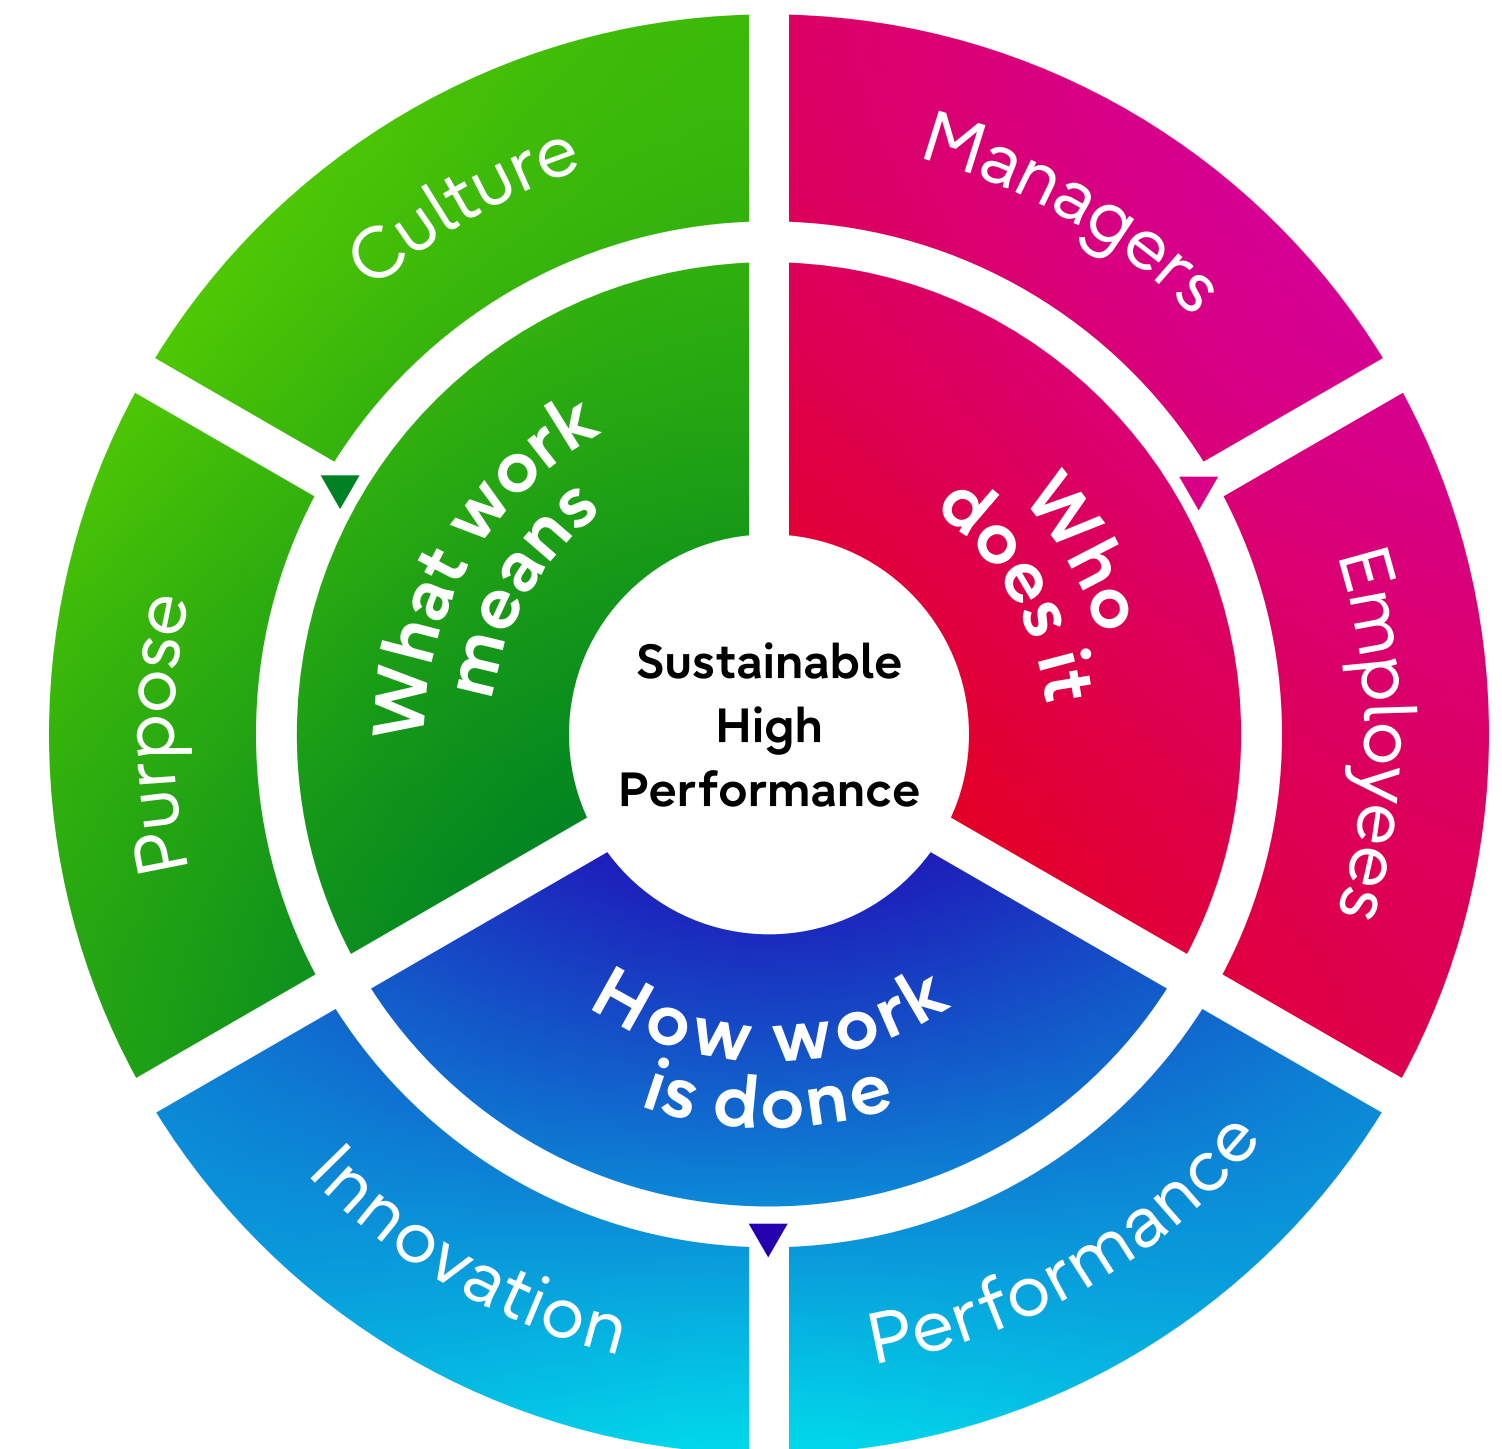 Culture
Managers
Purpose
What work
means
Who
does it
Employees
Sustainable
High
Performance
How work
is done
Innovation
Performance